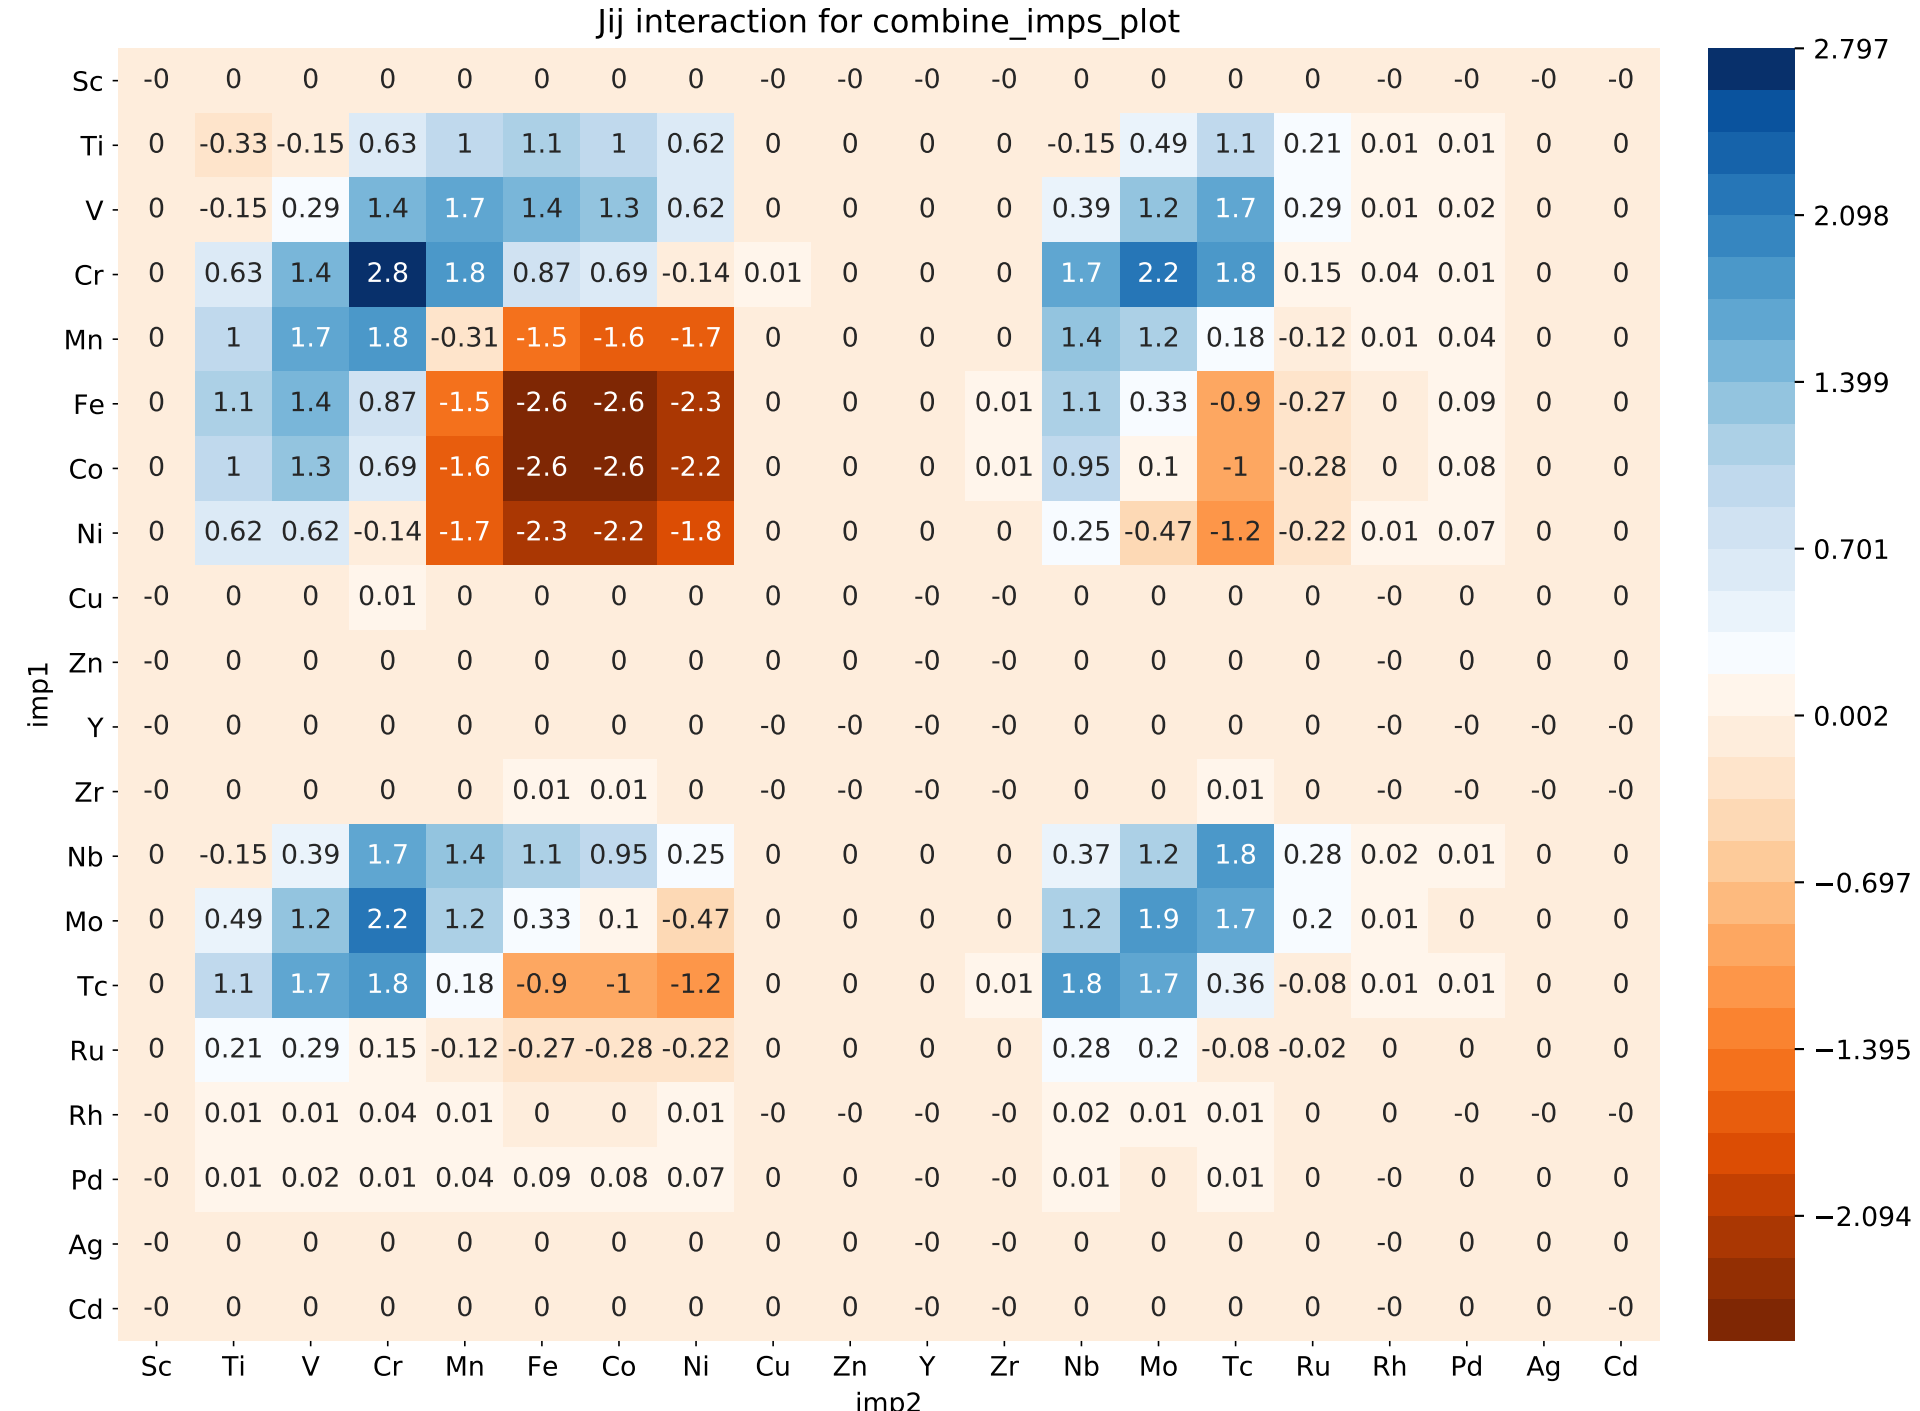 Jij interaction for combine_imps_plot
Sc -0 0 0 0 0 0 0 0 -0 -0 -0 -0 0 0 0 0 -0 -0 -0 -0
Ti 0 -0.33 -0.15 0.63 1 1.1 1 0.62 0 0 0 0 -0.15 0.49 1.1 0.21 0.01 0.01 0 0
V 0 -0.15 0.29 1.4 1.7 1.4 1.3 0.62 0 0 0 0 0.39 1.2 1.7 0.29 0.01 0.02 0 0
Cr 0 0.63 1.4 2.8 1.8 0.87 0.69 -0.14 0.01 0 0 0 1.7 2.2 1.8 0.15 0.04 0.01 0 0
Mn 0 1 1.7 1.8 -0.31 -1.5 -1.6 -1.7 0 0 0 0 1.4 1.2 0.18 -0.12 0.01 0.04 0 0
Fe 0 1.1 1.4 0.87 -1.5 -2.6 -2.6 -2.3 0 0 0 0.01 1.1 0.33 -0.9 -0.27 0 0.09 0 0
Co 0 1 1.3 0.69 -1.6 -2.6 -2.6 -2.2 0 0 0 0.01 0.95 0.1 -1 -0.28 0 0.08 0 0
Ni 0 0.62 0.62 -0.14 -1.7 -2.3 -2.2 -1.8 0 0 0 0 0.25 -0.47 -1.2 -0.22 0.01 0.07 0 0
Cu -0 0 0 0.01 0 0 0 0 0 0 -0 -0 0 0 0 0 -0 0 0 0
Zn -0 0 0 0 0 0 0 0 0 0 -0 -0 0 0 0 0 -0 0 0 0
Y -0 0 0 0 0 0 0 0 -0 -0 -0 -0 0 0 0 0 -0 -0 -0 -0
Zr -0 0 0 0 0 0.01 0.01 0 -0 -0 -0 -0 0 0 0.01 0 -0 -0 -0 -0
Nb 0 -0.15 0.39 1.7 1.4 1.1 0.95 0.25 0 0 0 0 0.37 1.2 1.8 0.28 0.02 0.01 0 0
Mo 0 0.49 1.2 2.2 1.2 0.33 0.1 -0.47 0 0 0 0 1.2 1.9 1.7 0.2 0.01 0 0 0
Tc 0 1.1 1.7 1.8 0.18 -0.9 -1 -1.2 0 0 0 0.01 1.8 1.7 0.36 -0.08 0.01 0.01 0 0
Ru 0 0.21 0.29 0.15 -0.12 -0.27 -0.28 -0.22 0 0 0 0 0.28 0.2 -0.08 -0.02 0 0 0 0
Rh -0 0.01 0.01 0.04 0.01 0 0 0.01 -0 -0 -0 -0 0.02 0.01 0.01 0 0 -0 -0 -0
Pd -0 0.01 0.02 0.01 0.04 0.09 0.08 0.07 0 0 -0 -0 0.01 0 0.01 0 -0 0 0 0
Ag -0 0 0 0 0 0 0 0 0 0 -0 -0 0 0 0 0 -0 0 0 0
Cd -0 0 0 0 0 0 0 0 0 0 -0 -0 0 0 0 0 -0 0 0 -0
Sc Ti V Cr Mn Fe Co Ni Cu Zn Y Zr Nb Mo Tc Ru Rh Pd Ag Cd
imp1
imp2
2.797
2.098
1.399
0.701
0.002
−0.697
−1.395
−2.094